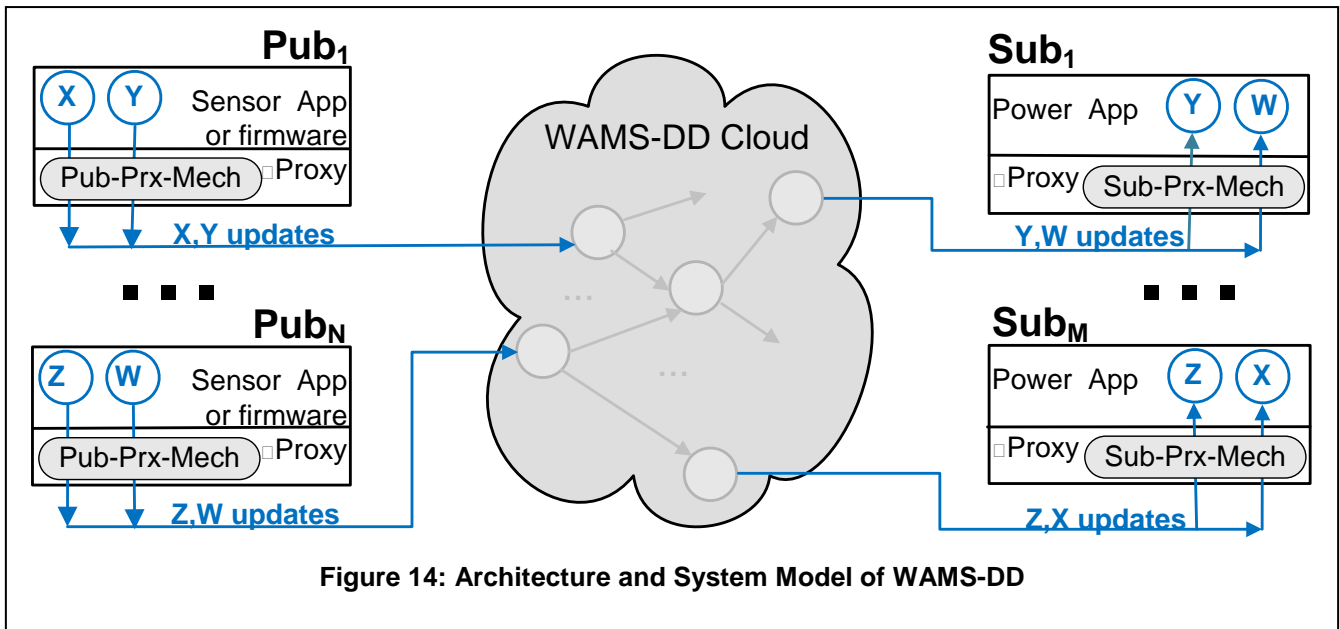 Pub1
X Y Sensor App
or firmware
Pub-Prx-Mech □Proxy
X,Y updates
PubN
Z W Sensor App
or firmware
Pub-Prx-Mech □Proxy
Z,W updates
WAMS-DD Cloud
...
...
Sub1
Power App Y W
□Proxy Sub-Prx-Mech
Y,W updates
SubM
Power App Z X
□Proxy Sub-Prx-Mech
Z,X updates
Figure 14: Architecture and System Model of WAMS-DD